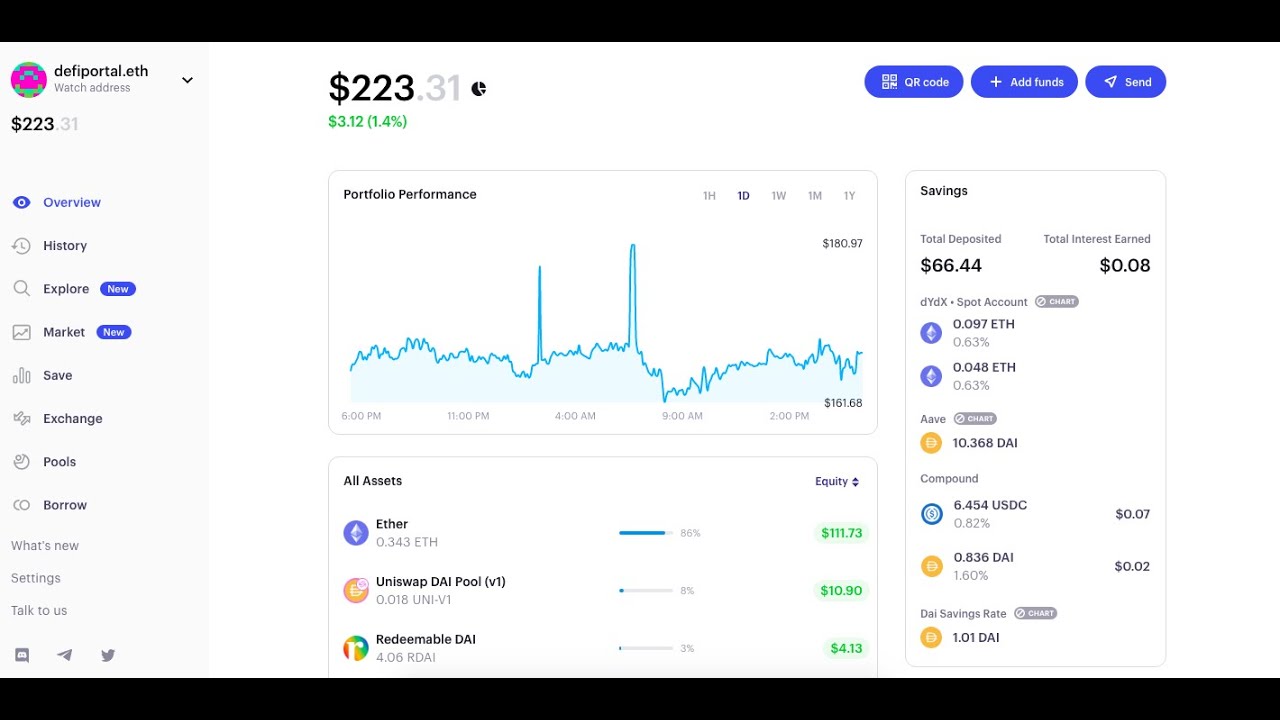 defiportal.eth
Watch address
$223.31
Overview
History
Explore New
Market New
Save
Exchange
Pools
Borrow
What's new
Settings
Talk to us
$223.31
$3.12 (1.4%)
QR code
Add funds
Send
Portfolio Performance
1H 1D 1W 1M 1Y
$180.97
$161.68
6:00 PM 11:00 PM 4:00 AM 9:00 AM 2:00 PM
All Assets
Equity
Ether
0.343 ETH
86%
$111.73
Uniswap DAI Pool (v1)
0.018 UNI-V1
8%
$10.90
Redeemable DAI
4.06 RDAI
3%
$4.13
Savings
Total Deposited Total Interest Earned
$66.44 $0.08
dYdX • Spot Account CHART
0.097 ETH
0.63%
0.048 ETH
0.63%
Aave CHART
10.368 DAI
Compound
6.454 USDC
0.82%
$0.07
0.836 DAI
1.60%
$0.02
Dai Savings Rate CHART
1.01 DAI